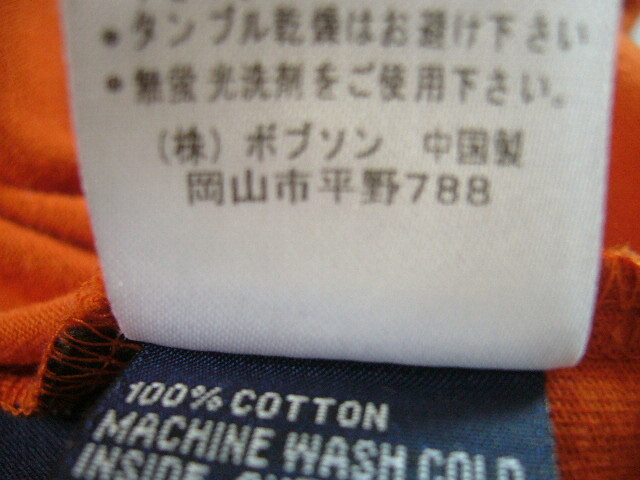 • タンブル乾燥はお避け下さい
• 無蛍光洗剤をご使用下さい。
(株) ボブソン 中国製
岡山市平野788
100% COTTON
MACHINE WASH COLD
INSIDE